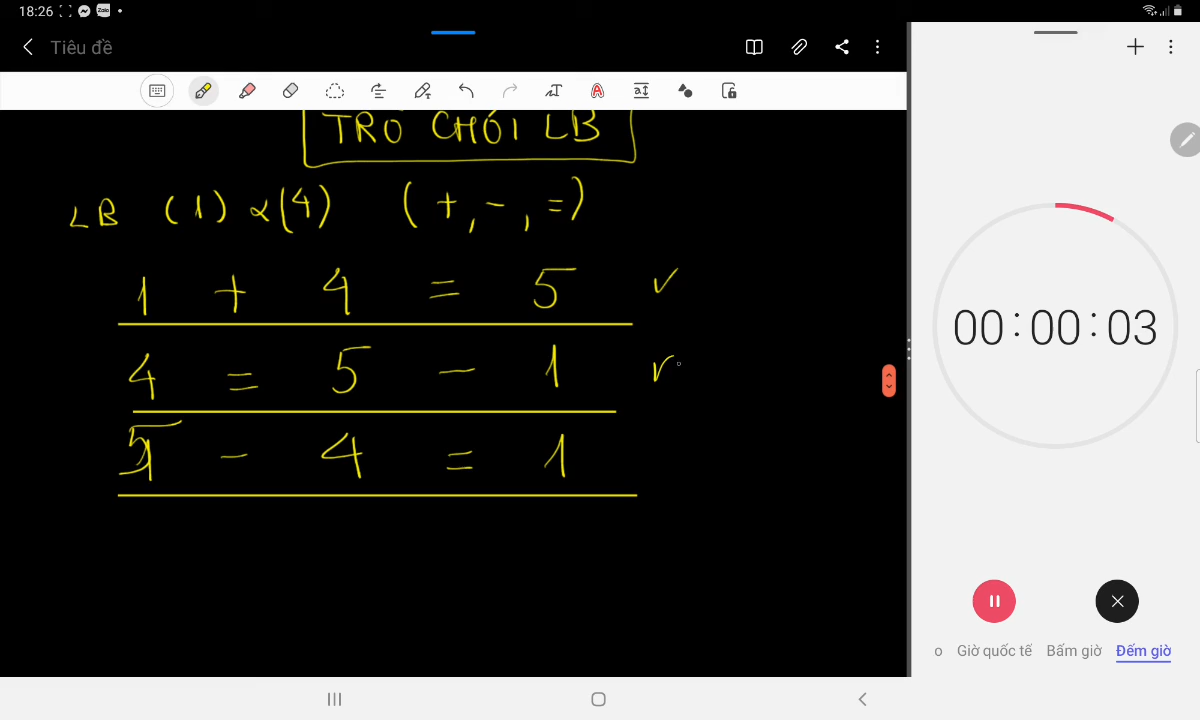 18:26
Zalo
Tiêu đề
TRÒ CHƠI LB
LB (1) & (4) (+, -, =)
1 + 4 = 5 ✓
4 = 5 - 1 ✓
5 - 4 = 1
00:00:03
Giờ quốc tế Bấm giờ Đếm giờ